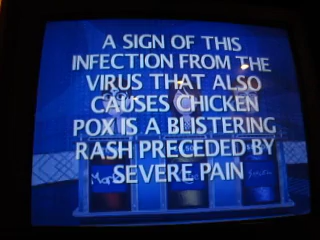 A SIGN OF THIS
INFECTION FROM THE
VIRUS THAT ALSO
CAUSES CHICKEN
POX IS A BLISTERING
RASH PRECEDED BY
SEVERE PAIN